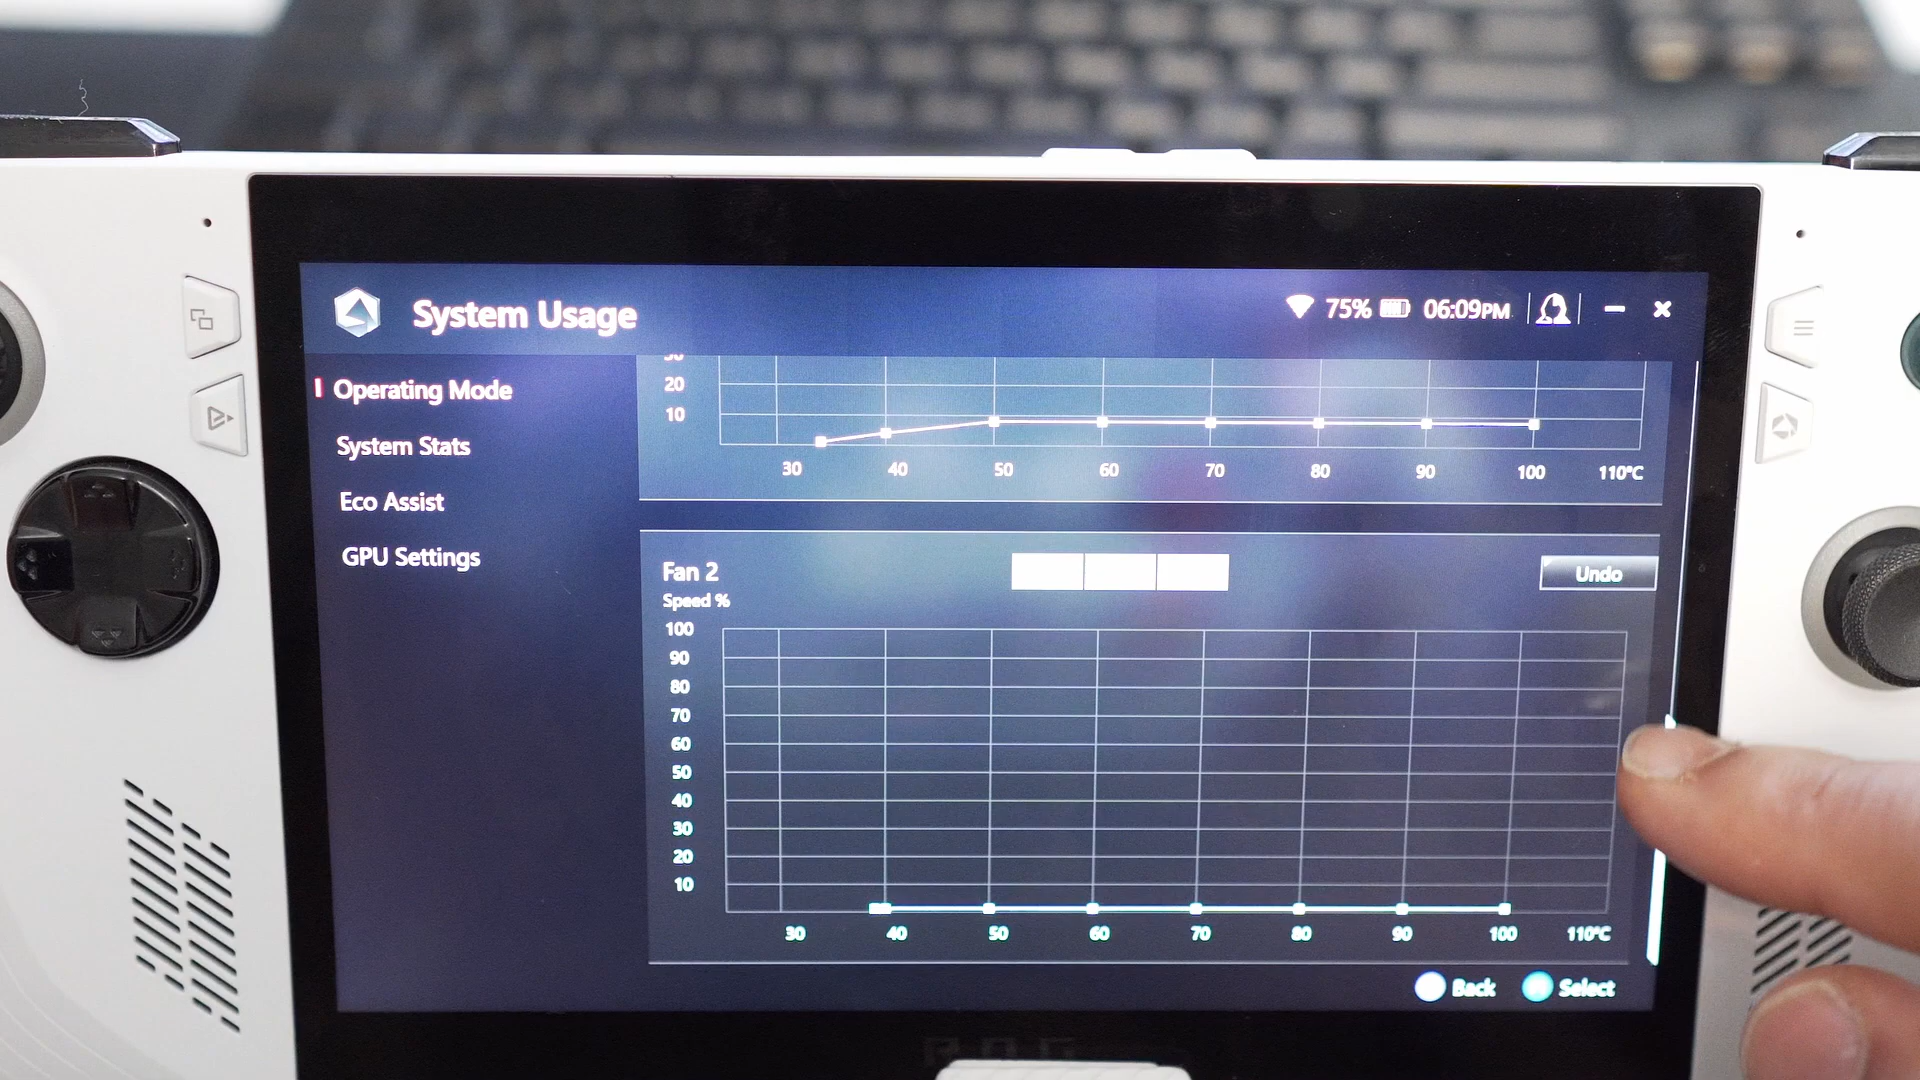 System Usage
75% 06:09PM
Operating Mode
System Stats
Eco Assist
GPU Settings
20
10
30 40 50 60 70 80 90 100 110°C
Fan 2
Undo
Speed %
100
90
80
70
60
50
40
30
20
10
30 40 50 60 70 80 90 100 110°C
Back Select
ROG